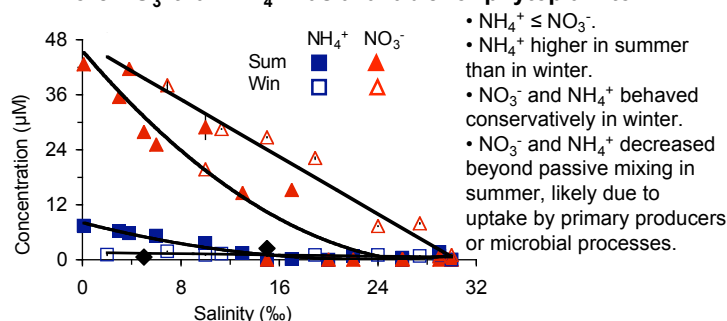 NH₄⁺ NO₃⁻
Sum
Win
48
36
24
12
0
Concentration (µM)
0 8 16 24 32
Salinity (‰)
• NH₄⁺ ≤ NO₃⁻.
• NH₄⁺ higher in summer
than in winter.
• NO₃⁻ and NH₄⁺ behaved
conservatively in winter.
• NO₃⁻ and NH₄⁺ decreased
beyond passive mixing in
summer, likely due to
uptake by primary producers
or microbial processes.